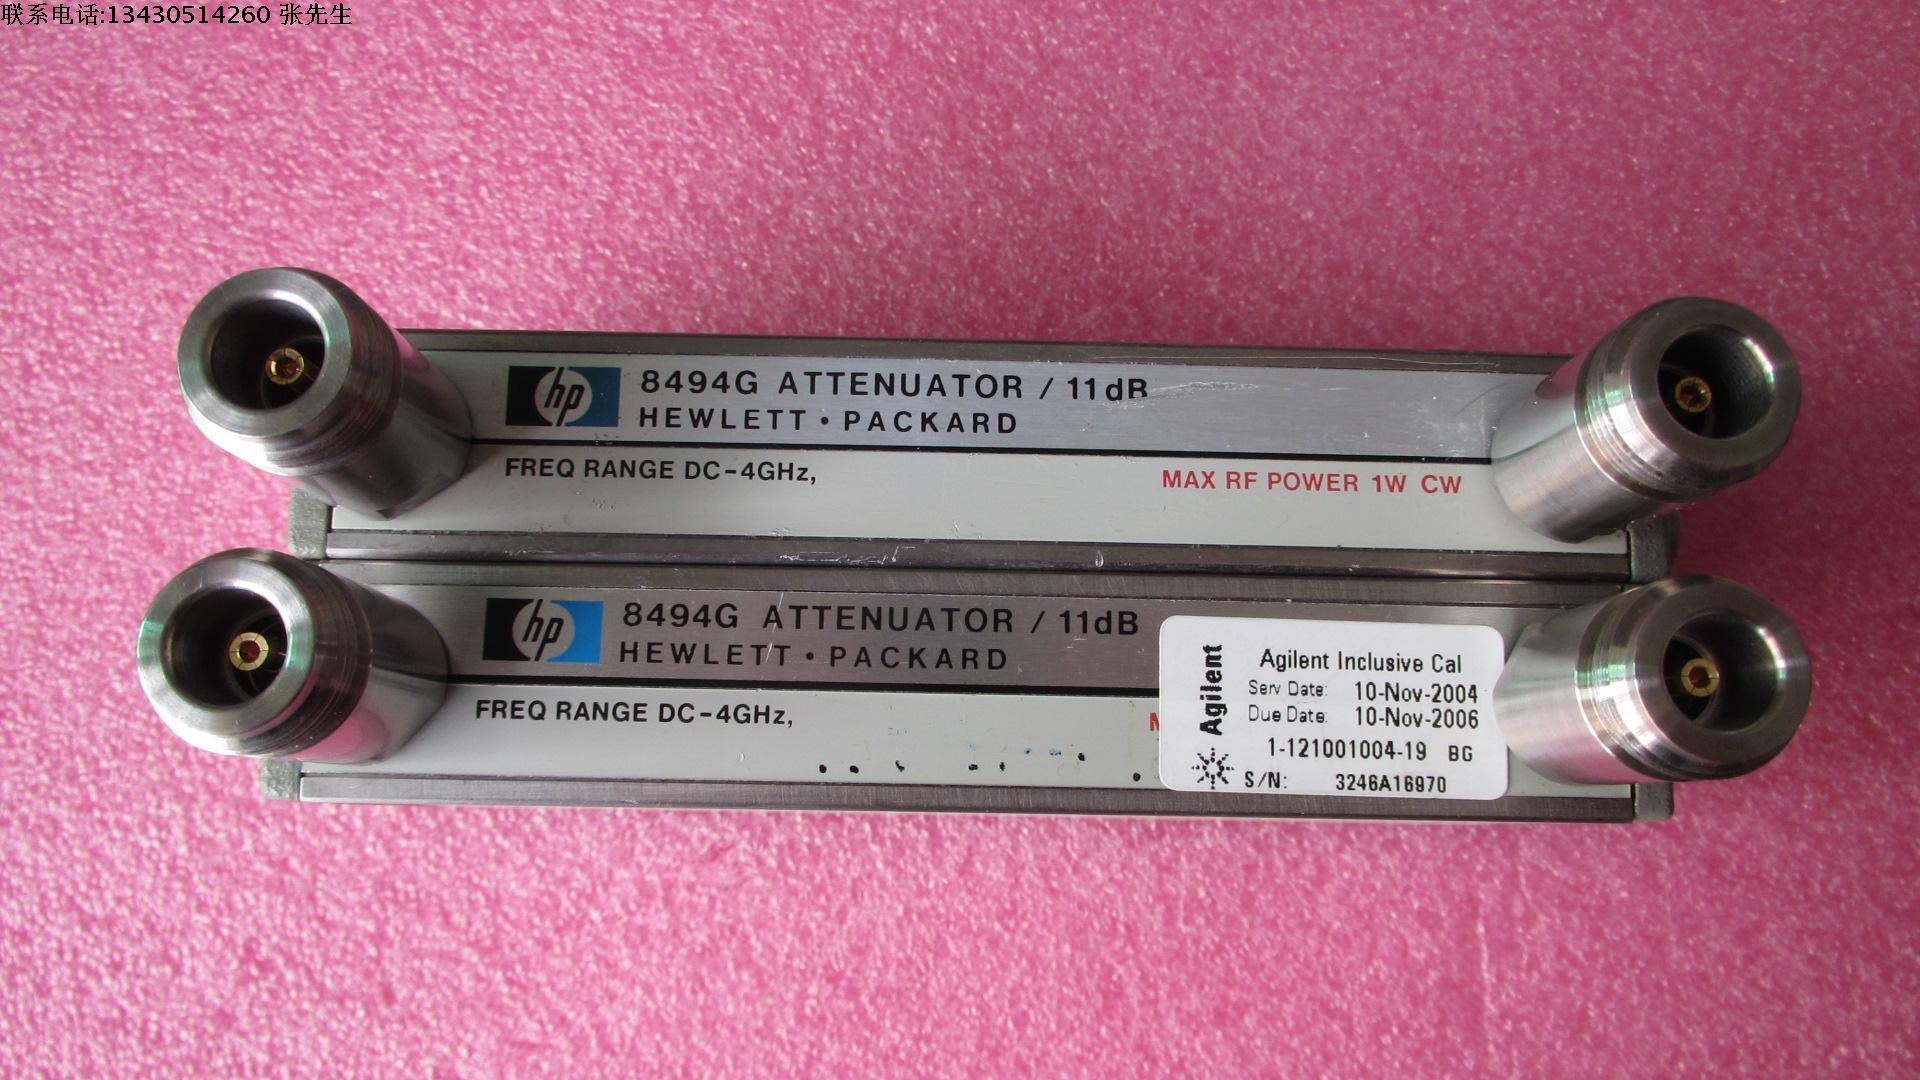 联系电话:13430514260 张先生
hp 8494G ATTENUATOR / 11dB
HEWLETT • PACKARD
FREQ RANGE DC-4GHz,
MAX RF POWER 1W CW
hp 8494G ATTENUATOR / 11dB
HEWLETT • PACKARD
FREQ RANGE DC-4GHz,
Agilent
Agilent Inclusive Cal
Serv Date: 10-Nov-2004
Due Date: 10-Nov-2006
1-121001004-19 BG
S/N: 3246A16970